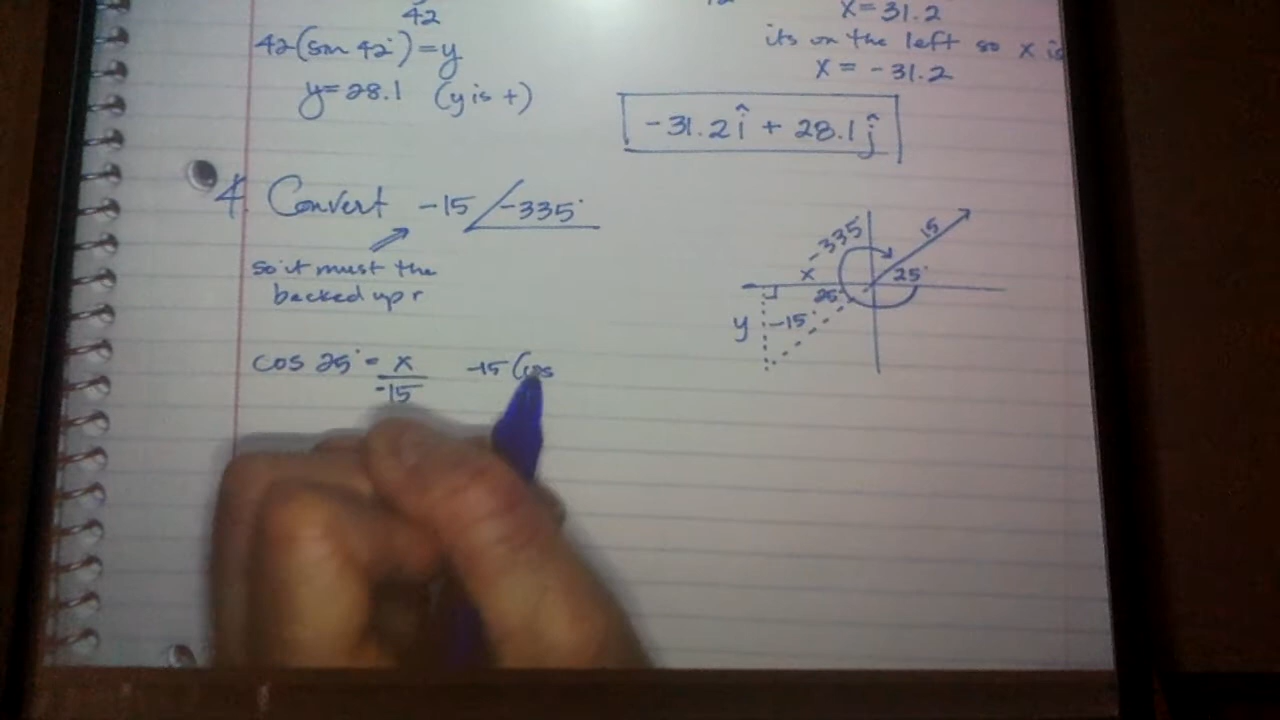 42
42(sin 42°) = y
y = 28.1 (y is +)
12
x = 31.2
its on the left so x is
x = -31.2
-31.2î + 28.1ĵ
4. Convert -15 ∠-335°
so it must the
backed up r
-335
15
x
25°
25°
y
-15
cos 25° = x
-15
-15 (cos